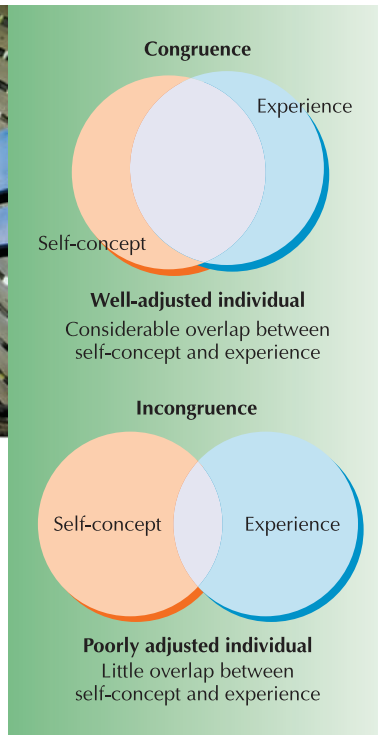 Congruence
Experience
Self-concept
Well-adjusted individual
Considerable overlap between
self-concept and experience
Incongruence
Self-concept
Experience
Poorly adjusted individual
Little overlap between
self-concept and experience